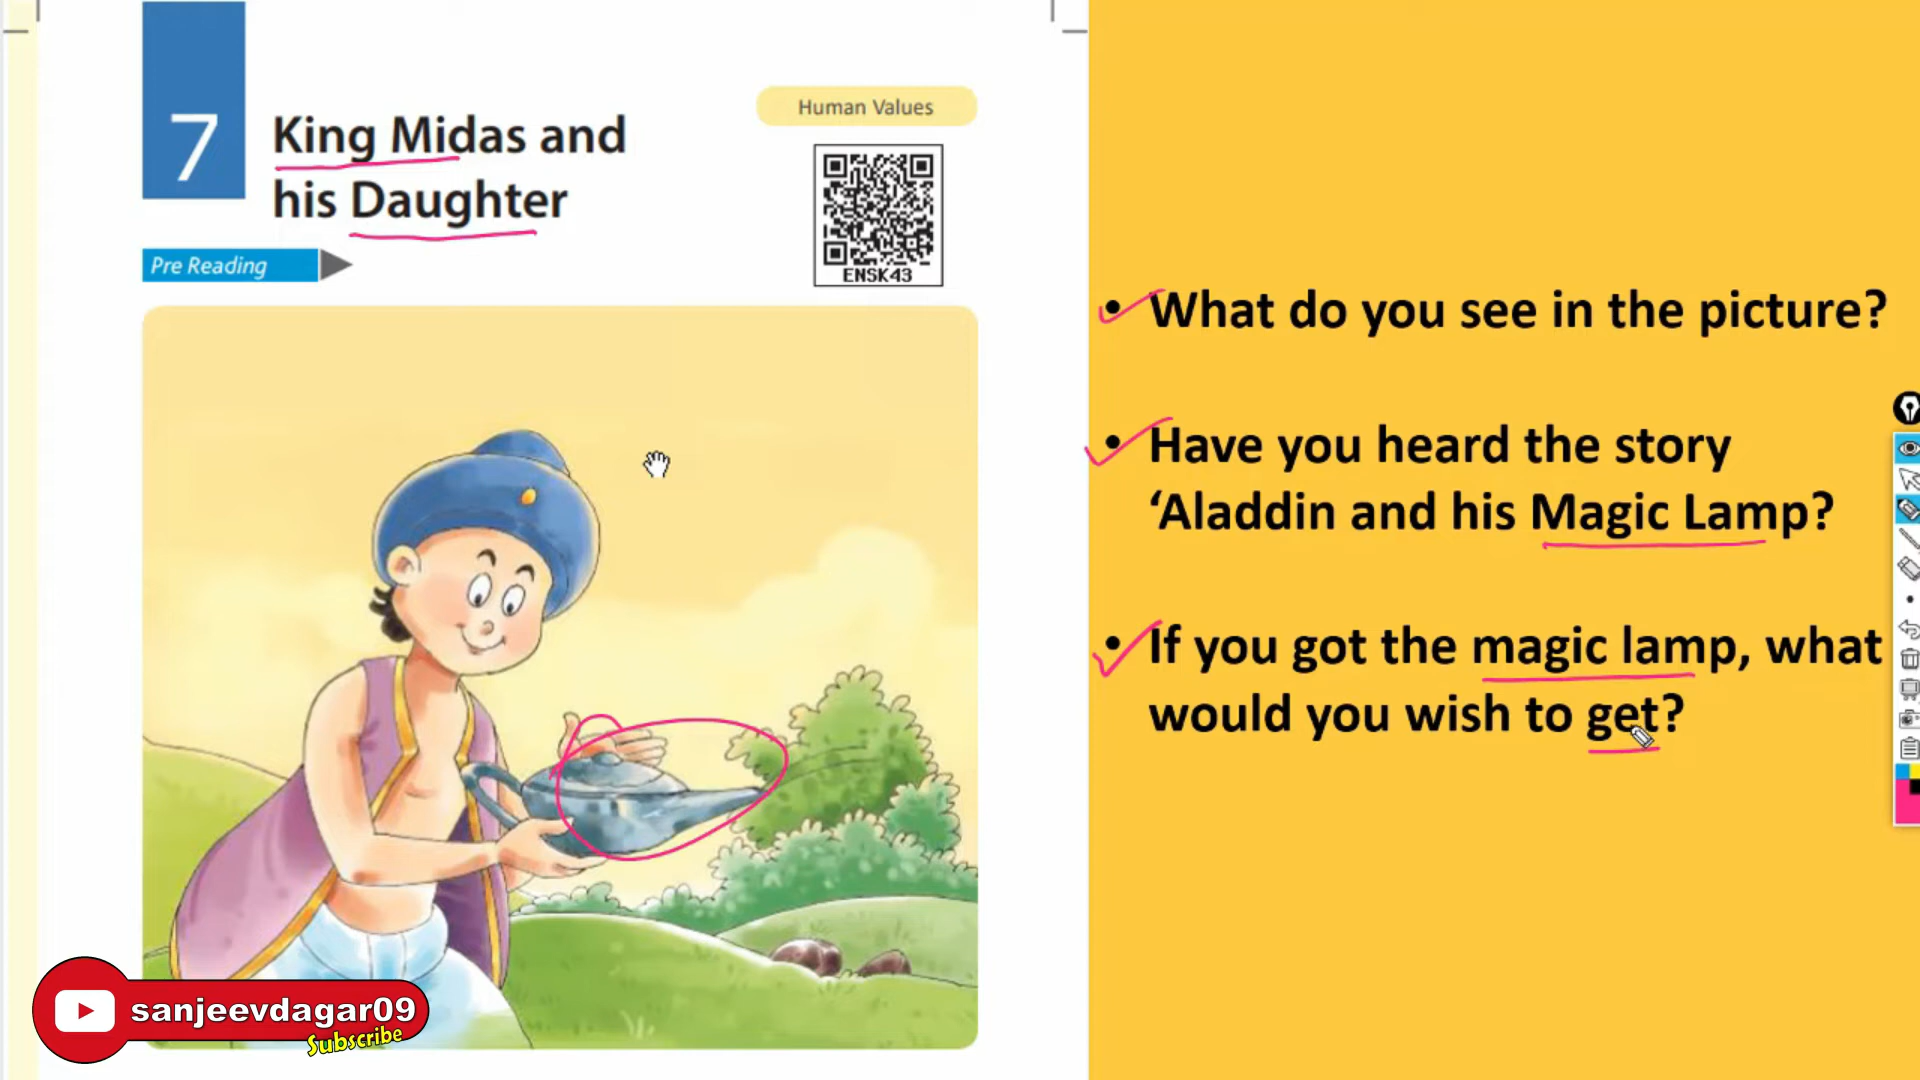 7
King Midas and
his Daughter
Human Values
ENSK43
Pre Reading
• What do you see in the picture?
• Have you heard the story
‘Aladdin and his Magic Lamp?
• If you got the magic lamp, what
would you wish to get?
sanjeevdagar09
Subscribe